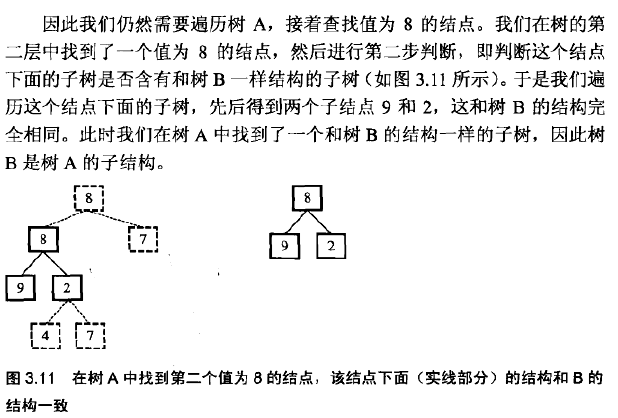 因此我们仍然需要遍历树 A，接着查找值为 8 的结点。我们在树的第
二层中找到了一个值为 8 的结点，然后进行第二步判断，即判断这个结点
下面的子树是否含有和树 B 一样结构的子树（如图 3.11 所示）。于是我们遍
历这个结点下面的子树，先后得到两个子结点 9 和 2，这和树 B 的结构完
全相同。此时我们在树 A 中找到了一个和树 B 的结构一样的子树，因此树
B 是树 A 的子结构。
8
8 7
9 2
4 7
8
9 2
图 3.11 在树 A 中找到第二个值为 8 的结点，该结点下面（实线部分）的结构和 B 的
结构一致